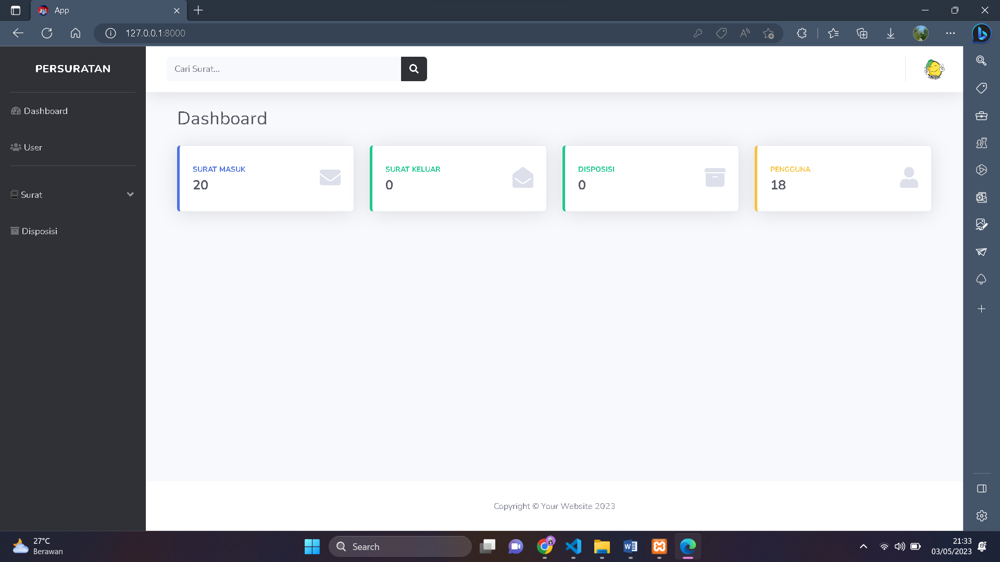 App
127.0.0.1:8000
PERSURATAN
Cari Surat...
Dashboard
User
Surat
Disposisi
Dashboard
SURAT MASUK
20
SURAT KELUAR
0
DISPOSISI
0
PENGGUNA
18
Copyright © Your Website 2023
27°C
Berawan
Search
21:33
03/05/2023